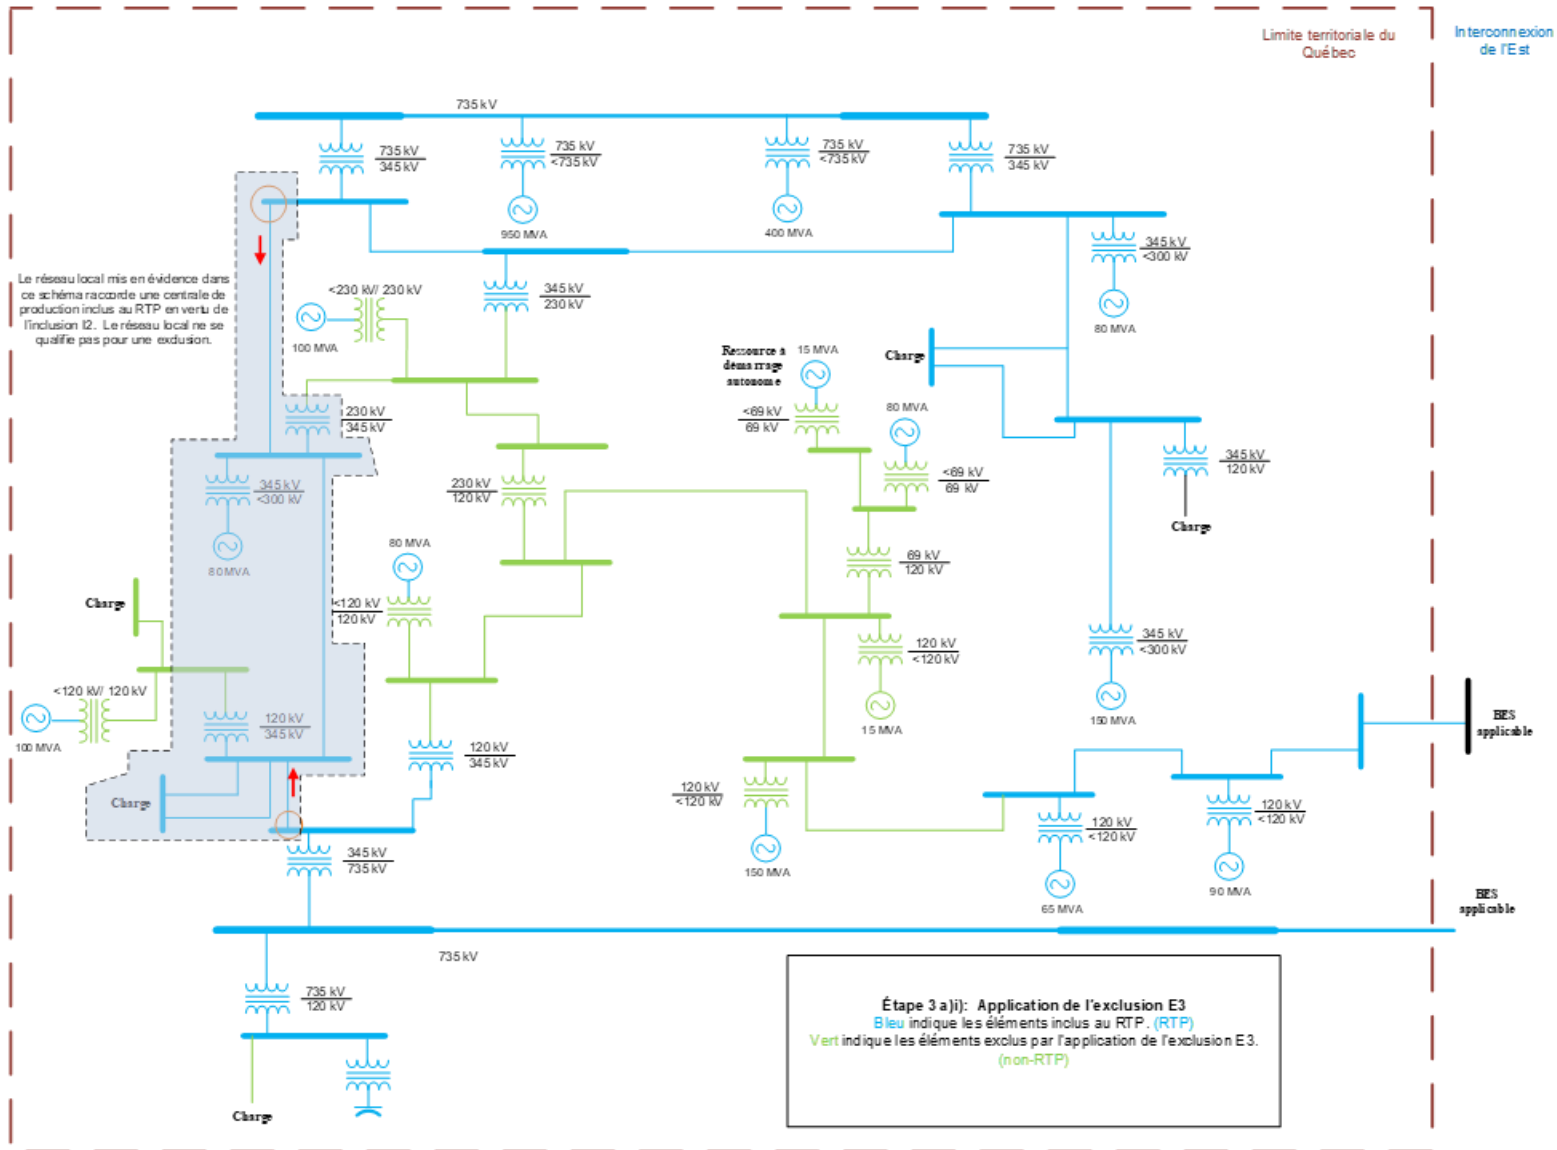 Limite territoriale du
Québec
Interconnexion
de l'Est
735 kV
735 kV
345 kV
735 kV
<735 kV
735 kV
<735 kV
735 kV
345 kV
950 MVA
400 MVA
345 kV
<300 kV
80 MVA
Le réseau local mis en évidence dans
ce schéma raccorde une centrale de
production inclus au RTP en vertu de
l'inclusion I2. Le réseau local ne se
qualifie pas pour une exclusion.
<230 kV/ 230 kV
100 MVA
345 kV
230 kV
Ressource à
démarrage
autonome
15 MVA
Charge
230 kV
345 kV
<69 kV
69 kV
80 MVA
<69 kV
69 kV
345 kV
120 kV
Charge
345 kV
<300 kV
80 MVA
230 kV
120 kV
80 MVA
69 kV
120 kV
Charge
<120 kV
120 kV
120 kV
<120 kV
15 MVA
345 kV
<300 kV
150 MVA
<120 kV/ 120 kV
100 MVA
120 kV
345 kV
120 kV
345 kV
BES
applicable
Charge
120 kV
<120 kV
150 MVA
120 kV
<120 kV
65 MVA
120 kV
<120 kV
90 MVA
345 kV
735 kV
BES
applicable
735 kV
735 kV
120 kV
Charge
Étape 3 a)i): Application de l'exclusion E3
Bleu indique les éléments inclus au RTP. (RTP)
Vert indique les éléments exclus par l'application de l'exclusion E3.
(non-RTP)